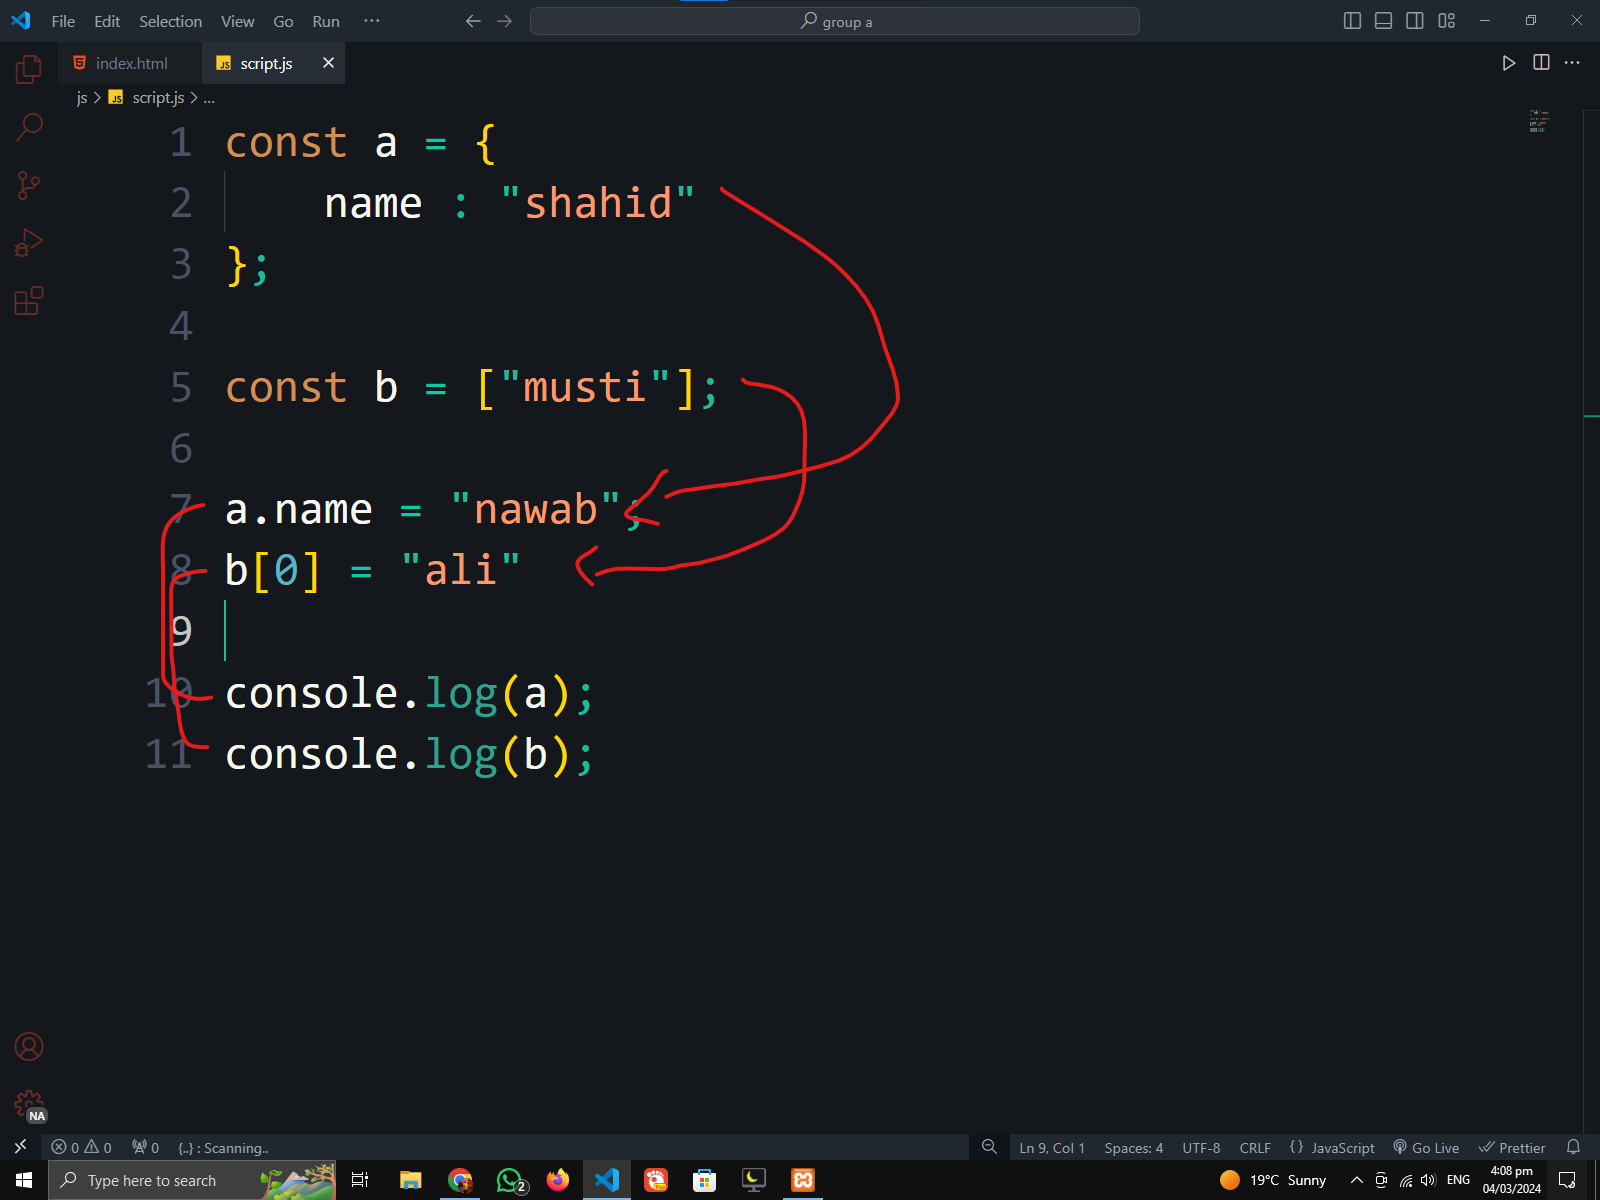 File Edit Selection View Go Run ... group a
index.html script.js
js > script.js > ...
1 const a = {
2 name : "shahid"
3 };
4
5 const b = ["musti"];
6
7 a.name = "nawab";
8 b[0] = "ali"
9
10 console.log(a);
11 console.log(b);
NA
0 0 0 {..} : Scanning.. Ln 9, Col 1 Spaces: 4 UTF-8 CRLF {} JavaScript Go Live Prettier
Type here to search 2 19°C Sunny ENG 4:08 pm
04/03/2024